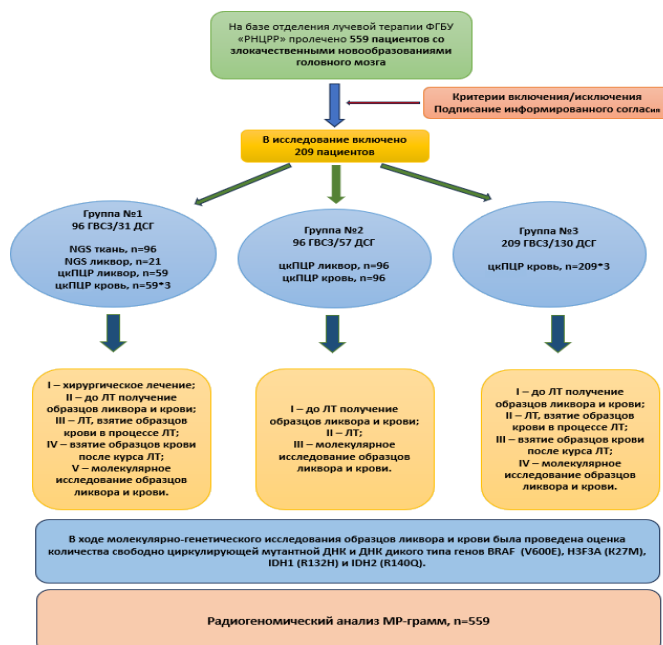 На базе отделения лучевой терапии ФГБУ
«РНЦРР» пролечено 559 пациентов со
злокачественными новообразованиями
головного мозга
Критерии включения/исключения
Подписание информированного согласия
В исследование включено
209 пациентов
Группа №1
96 ГВСЗ/31 ДСГ
NGS ткань, n=96
NGS ликвор, n=21
цкПЦР ликвор, n=59
цкПЦР кровь, n=59*3
Группа №2
96 ГВСЗ/57 ДСГ
цкПЦР ликвор, n=96
цкПЦР кровь, n=96
Группа №3
209 ГВСЗ/130 ДСГ
цкПЦР кровь, n=209*3
I – хирургическое лечение;
II – до ЛТ получение
образцов ликвора и крови;
III – ЛТ, взятие образцов
крови в процессе ЛТ;
IV – взятие образцов крови
после курса ЛТ;
V – молекулярное
исследование образцов
ликвора и крови.
I – до ЛТ получение
образцов ликвора и крови;
II – ЛТ;
III – молекулярное
исследование образцов
ликвора и крови.
I – до ЛТ получение
образцов ликвора и крови;
II – ЛТ, взятие образцов
крови в процессе ЛТ;
III – взятие образцов крови
после курса ЛТ;
IV – молекулярное
исследование образцов
ликвора и крови.
В ходе молекулярно-генетического исследования образцов ликвора и крови была проведена оценка
количества свободно циркулирующей мутантной ДНК и ДНК дикого типа генов BRAF (V600E), H3F3A (K27M),
IDH1 (R132H) и IDH2 (R140Q).
Радиогеномический анализ МР-грамм, n=559